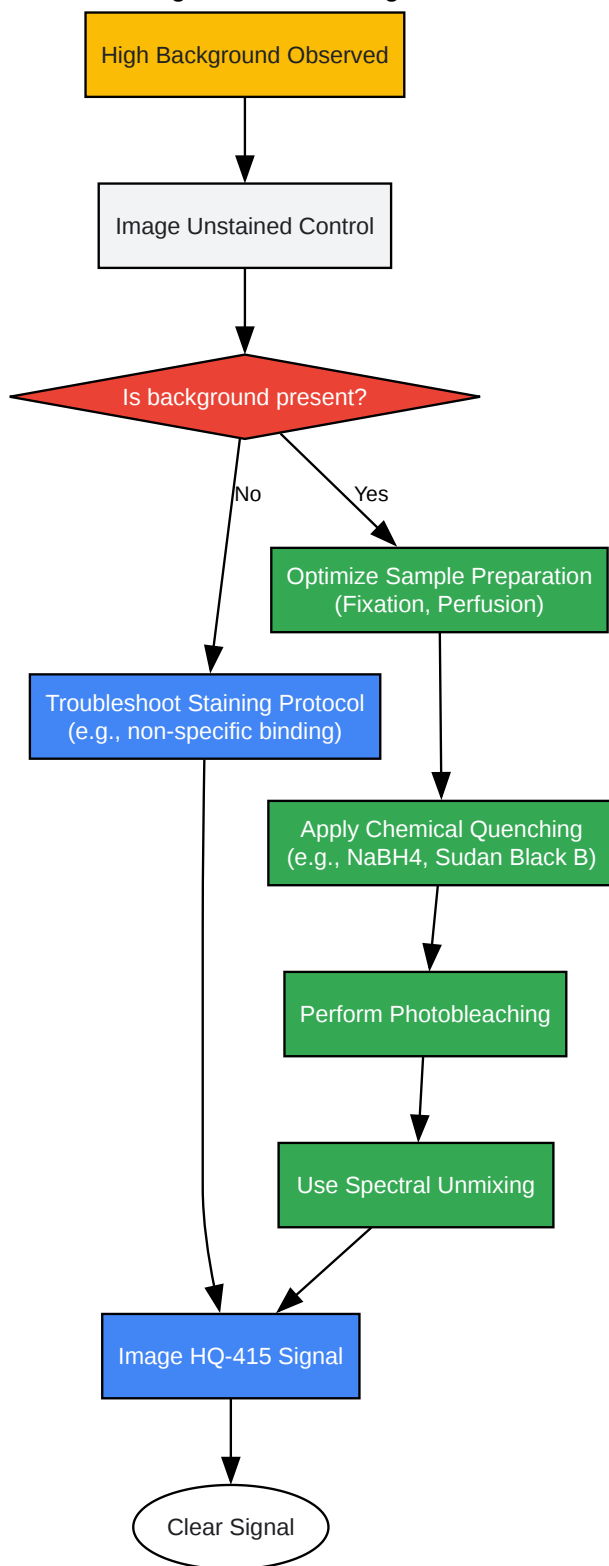 High Background Observed
Image Unstained Control
Is background present?
No
Yes
Optimize Sample Preparation
(Fixation, Perfusion)
Troubleshoot Staining Protocol
(e.g., non-specific binding)
Apply Chemical Quenching
(e.g., NaBH4, Sudan Black B)
Perform Photobleaching
Use Spectral Unmixing
Image HQ-415 Signal
Clear Signal